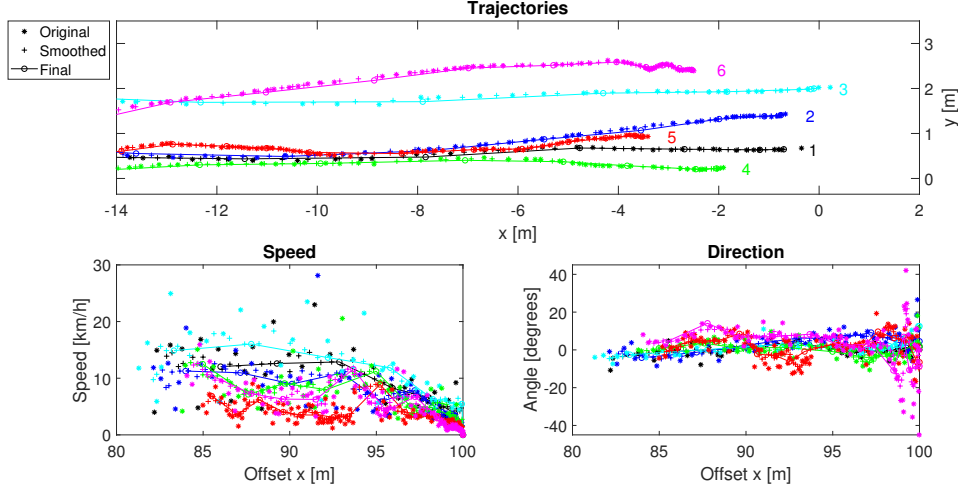 Trajectories
Original
Smoothed
Final
6
3
2
5
1
4
3
2
1
0
y [m]
-14 -12 -10 -8 -6 -4 -2 0 2
x [m]
Speed
Direction
30
20
10
0
Speed [km/h]
80 85 90 95 100
Offset x [m]
40
20
0
-20
-40
Angle [degrees]
80 85 90 95 100
Offset x [m]